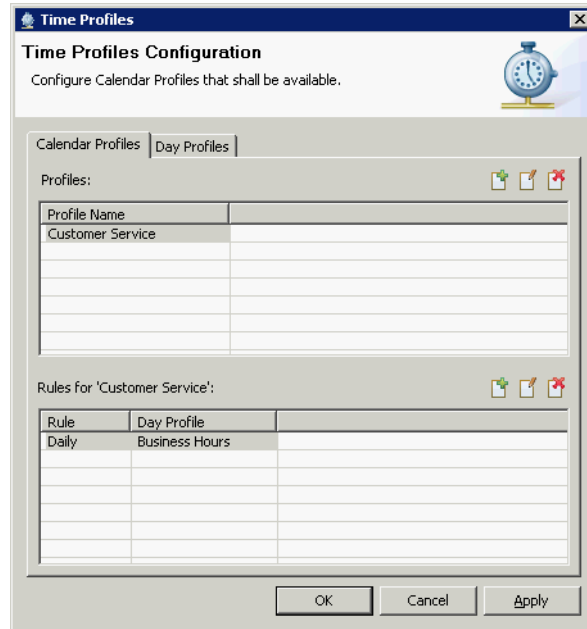 Time Profiles
Time Profiles Configuration
Configure Calendar Profiles that shall be available.
Calendar Profiles Day Profiles
Profiles:
Profile Name
Customer Service
Rules for 'Customer Service':
Rule Day Profile
Daily Business Hours
OK Cancel Apply